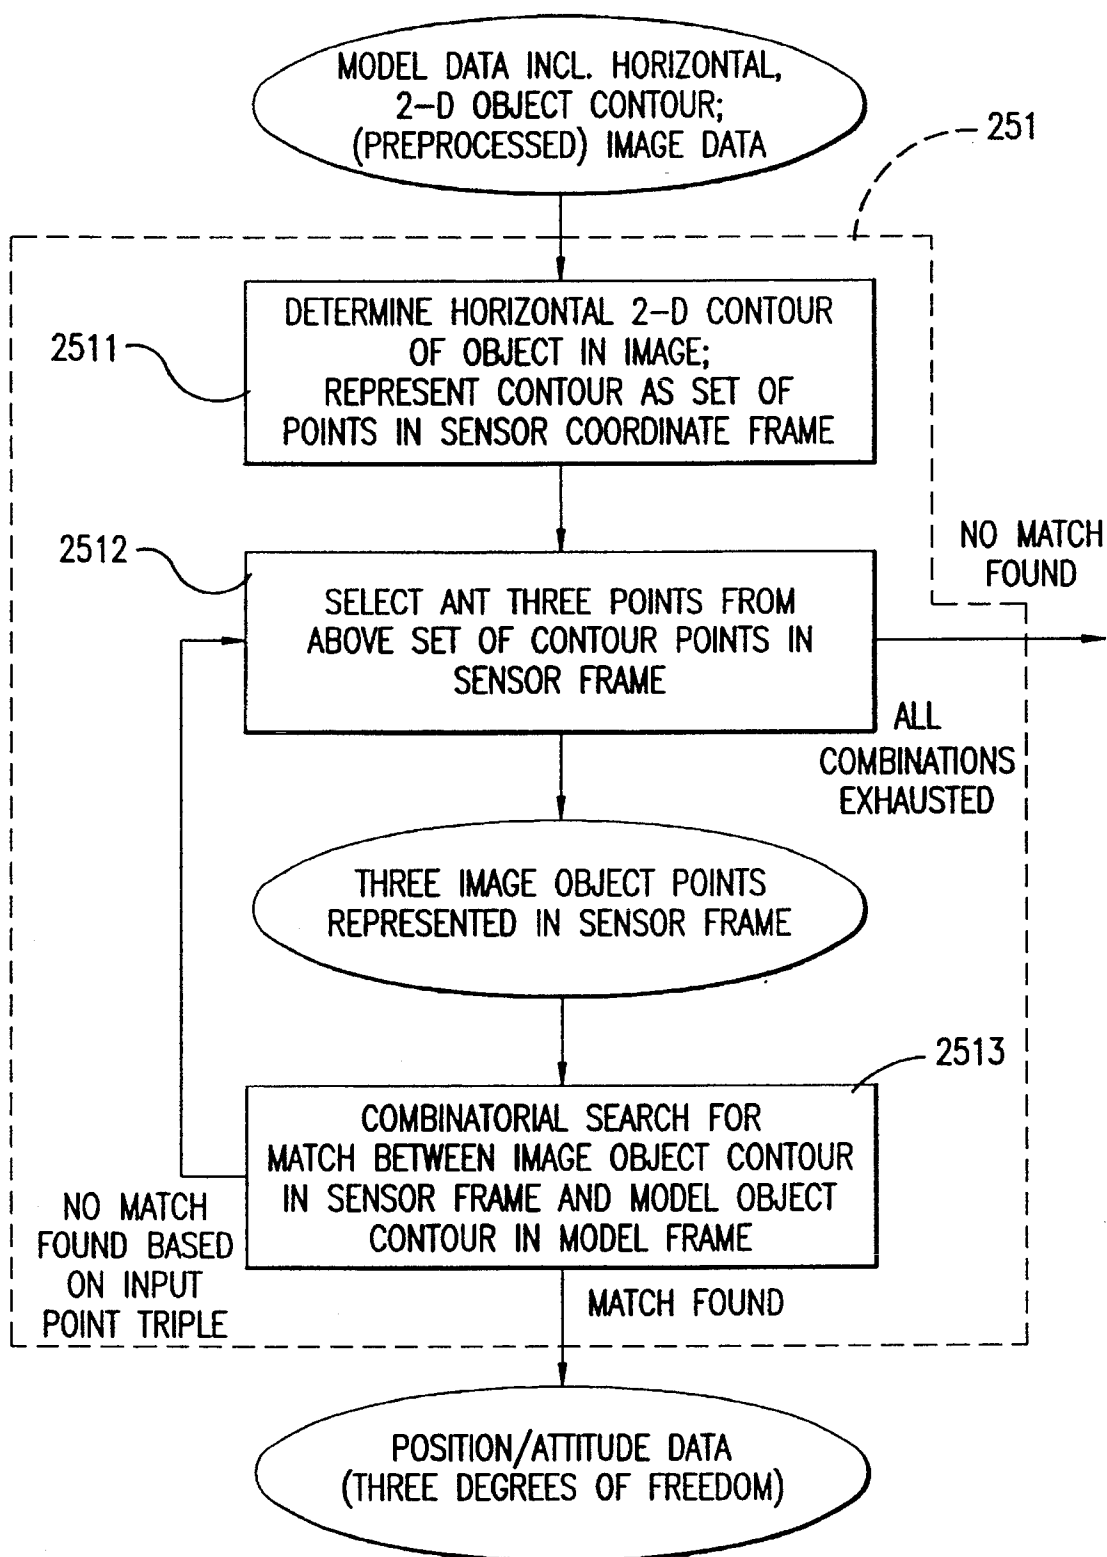 MODEL DATA INCL. HORIZONTAL,
2-D OBJECT CONTOUR;
(PREPROCESSED) IMAGE DATA
251
DETERMINE HORIZONTAL 2-D CONTOUR
OF OBJECT IN IMAGE;
REPRESENT CONTOUR AS SET OF
POINTS IN SENSOR COORDINATE FRAME
2511
2512
SELECT ANT THREE POINTS FROM
ABOVE SET OF CONTOUR POINTS IN
SENSOR FRAME
NO MATCH
FOUND
ALL
COMBINATIONS
EXHAUSTED
THREE IMAGE OBJECT POINTS
REPRESENTED IN SENSOR FRAME
2513
COMBINATORIAL SEARCH FOR
MATCH BETWEEN IMAGE OBJECT CONTOUR
IN SENSOR FRAME AND MODEL OBJECT
CONTOUR IN MODEL FRAME
NO MATCH
FOUND BASED
ON INPUT
POINT TRIPLE
MATCH FOUND
POSITION/ATTITUDE DATA
(THREE DEGREES OF FREEDOM)